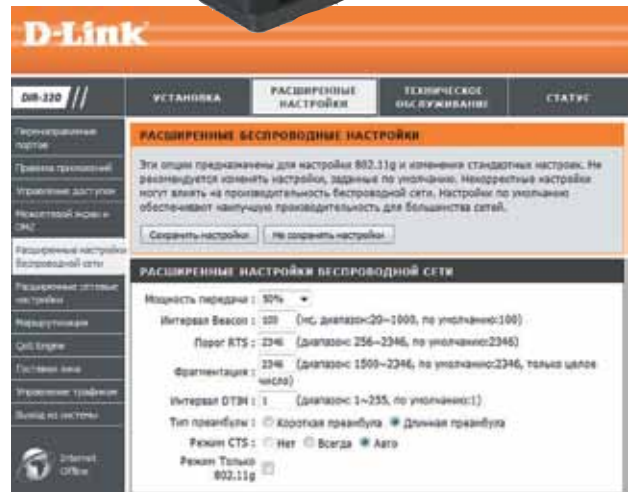 D-Link
DIR-320
УСТАНОВКА
РАСШИРЕННЫЕ НАСТРОЙКИ
ТЕХНИЧЕСКОЕ ОБСЛУЖИВАНИЕ
СТАТУС
Перенаправление портов
Правила приложений
Управление доступом
Межсетевой экран и DMZ
Расширенные настройки беспроводной сети
Расширенные сетевые настройки
Маршрутизация
QoS Engine
Гостевая зона
Управление трафиком
Выход из системы
Internet
Offline
РАСШИРЕННЫЕ БЕСПРОВОДНЫЕ НАСТРОЙКИ
Эти опции предназначены для настройки 802.11g и изменения стандартных настроек. Не
рекомендуется изменять настройки, заданные по умолчанию. Некорректные настройки
могут влиять на производительность беспроводной сети. Настройки по умолчанию
обеспечивают наилучшую производительность для большинства сетей.
Сохранить настройки
Не сохранять настройки
РАСШИРЕННЫЕ НАСТРОЙКИ БЕСПРОВОДНОЙ СЕТИ
Мощность передачи : 50%
Интервал Beacon : 100 (мс, диапазон:20~1000, по умолчанию:100)
Порог RTS : 2346 (диапазон: 256~2346, по умолчанию:2346)
Фрагментация : 2346 (диапазон: 1500~2346, по умолчанию:2346, только целое
число)
Интервал DTIM : 1 (диапазон: 1~255, по умолчанию:1)
Тип преамбулы : Короткая преамбула Длинная преамбула
Режим CTS : Нет Всегда Авто
Режим Только
802.11g